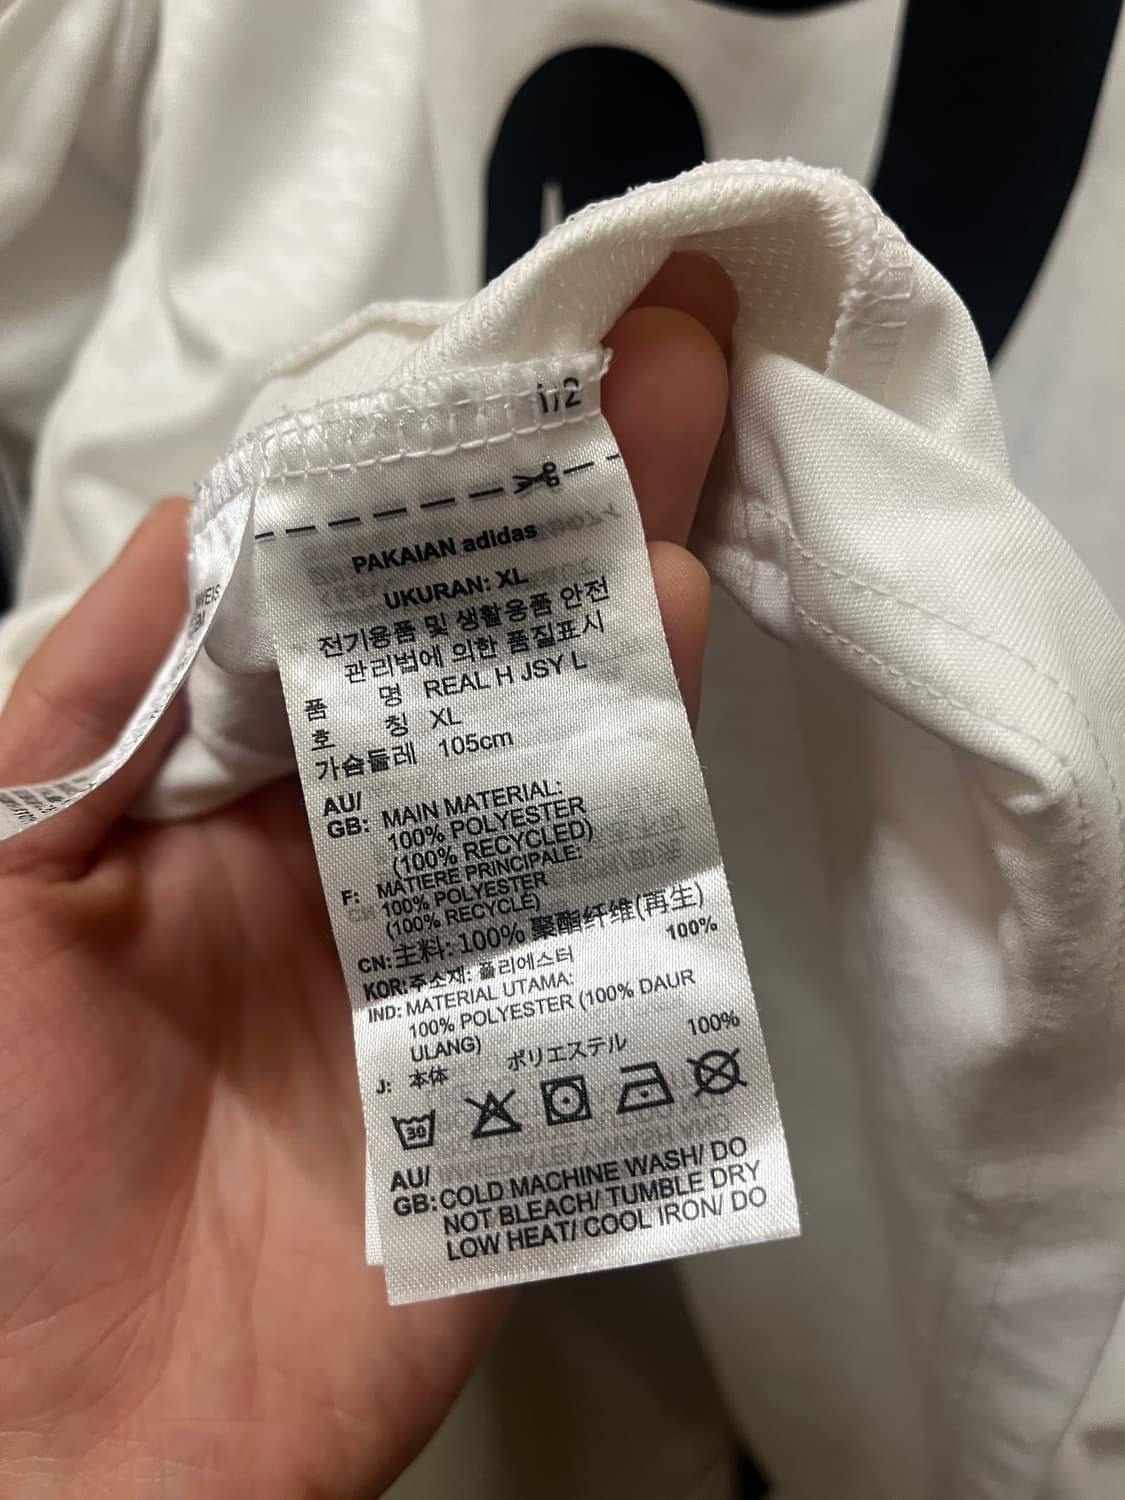 1/2
PAKAIAN adidas
UKURAN: XL
전기용품 및 생활용품 안전
관리법에 의한 품질표시
품 명 REAL H JSY L
호 칭 XL
가슴둘레 105cm
AU/
GB: MAIN MATERIAL:
100% POLYESTER
(100% RECYCLED)
F: MATIERE PRINCIPALE:
100% POLYESTER
(100% RECYCLÉ)
CN: 主料: 100% 聚酯纤维(再生)
KOR: 주소재: 폴리에스터 100%
IND: MATERIAL UTAMA:
100% POLYESTER (100% DAUR
ULANG)
J: 本体 ポリエステル 100%
30
AU/
GB: COLD MACHINE WASH/ DO
NOT BLEACH/ TUMBLE DRY
LOW HEAT/ COOL IRON/ DO